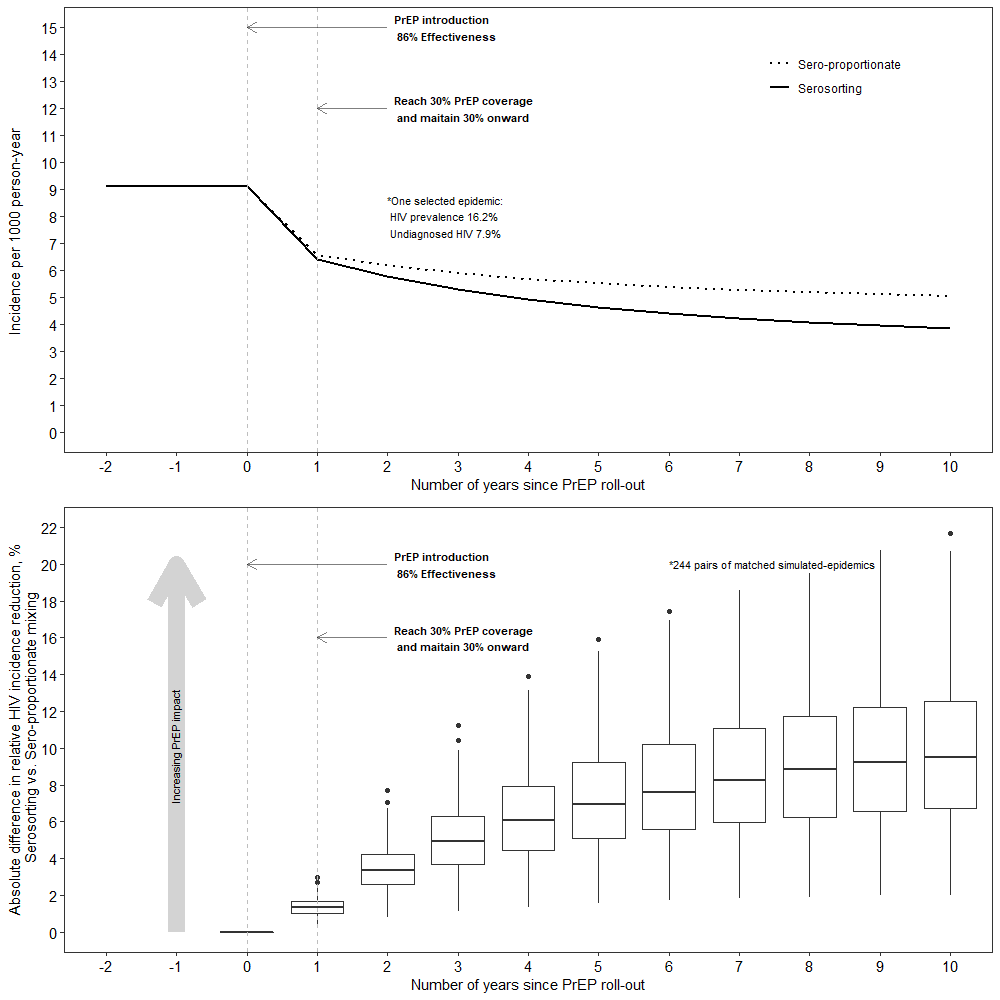 PrEP introduction
86% Effectiveness
Reach 30% PrEP coverage
and maitain 30% onward
Sero-proportionate
Serosorting
*One selected epidemic:
HIV prevalence 16.2%
Undiagnosed HIV 7.9%
Incidence per 1000 person-year
15
14
13
12
11
10
9
8
7
6
5
4
3
2
1
0
-2 -1 0 1 2 3 4 5 6 7 8 9 10
Number of years since PrEP roll-out
PrEP introduction
86% Effectiveness
*244 pairs of matched simulated-epidemics
Reach 30% PrEP coverage
and maitain 30% onward
Increasing PrEP impact
Absolute difference in relative HIV incidence reduction, %
Serosorting vs. Sero-proportionate mixing
22
20
18
16
14
12
10
8
6
4
2
0
-2 -1 0 1 2 3 4 5 6 7 8 9 10
Number of years since PrEP roll-out